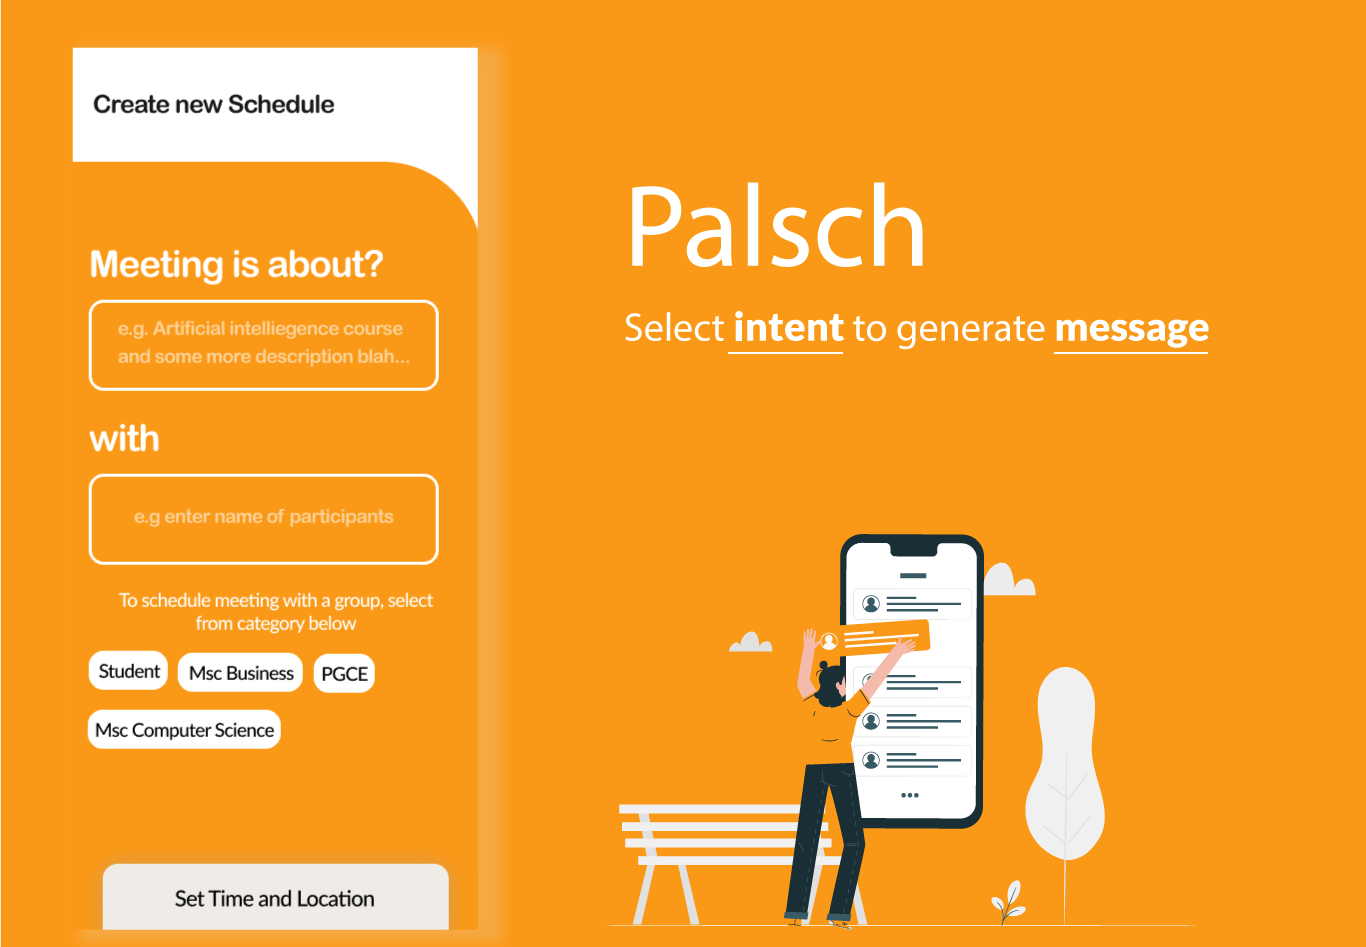 Create new Schedule
Meeting is about?
e.g. Artificial intelliegence course
and some more description blah...
with
e.g enter name of participants
To schedule meeting with a group, select
from category below
Student
Msc Business
PGCE
Msc Computer Science
Set Time and Location
Palsch
Select intent to generate message